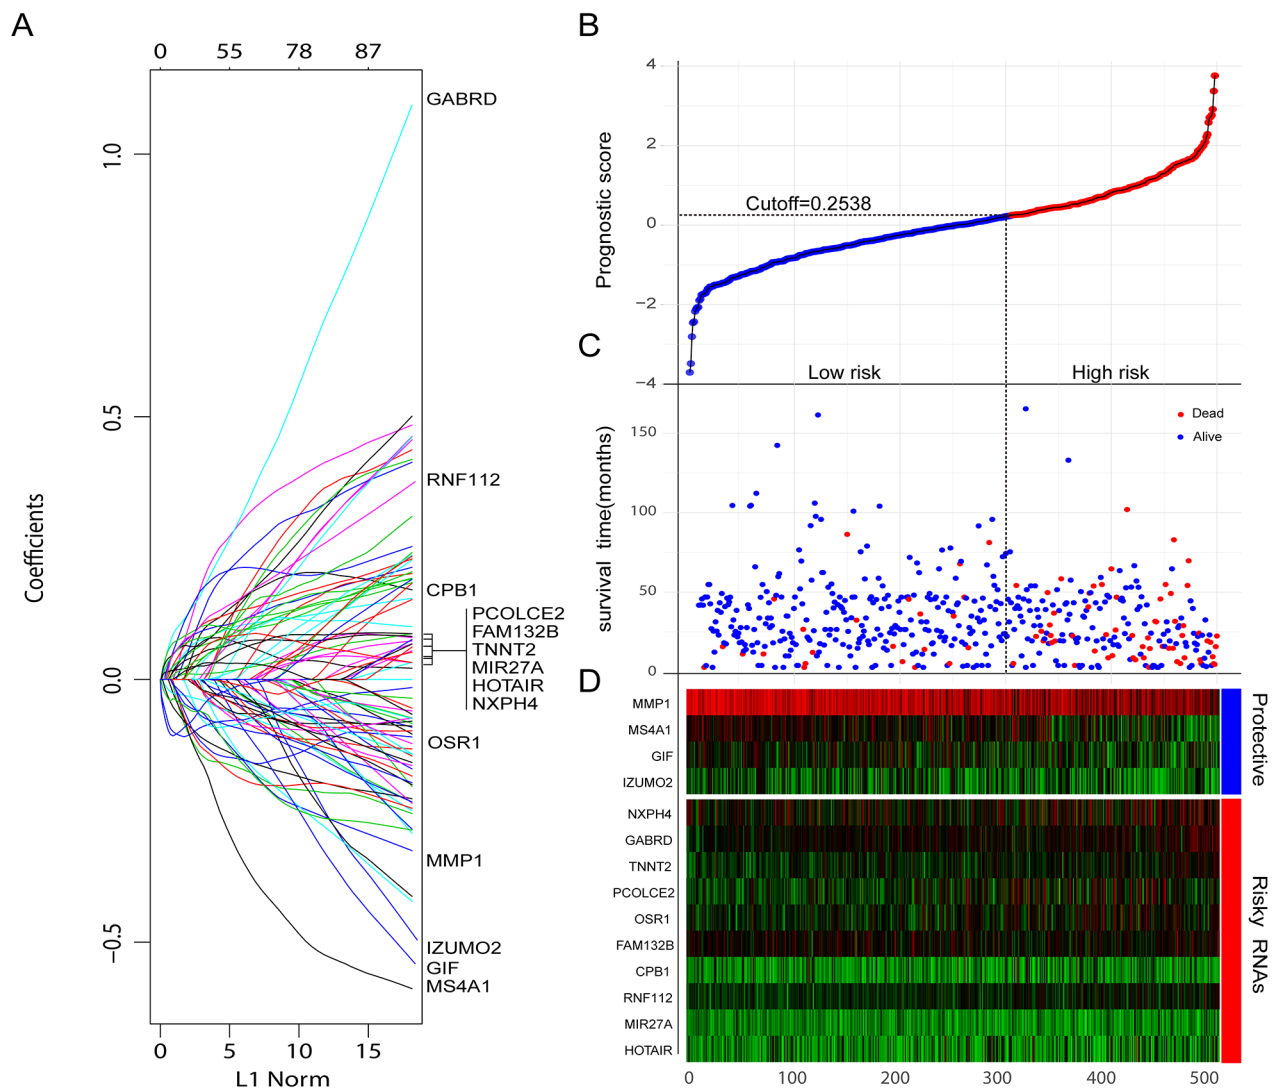 A
0 55 78 87
Coefficients
1.0
0.5
0.0
−0.5
GABRD
RNF112
CPB1
PCOLCE2
FAM132B
TNNT2
MIR27A
HOTAIR
NXPH4
OSR1
MMP1
IZUMO2
GIF
MS4A1
0 5 10 15
L1 Norm
B
Prognostic score
4
2
0
−2
−4
Cutoff=0.2538
C
Low risk High risk
survival time(months)
150
100
50
0
Dead
Alive
D
MMP1
MS4A1
GIF
IZUMO2
Protective
NXPH4
GABRD
TNNT2
PCOLCE2
OSR1
FAM132B
CPB1
RNF112
MIR27A
HOTAIR
Risky RNAs
0 100 200 300 400 500